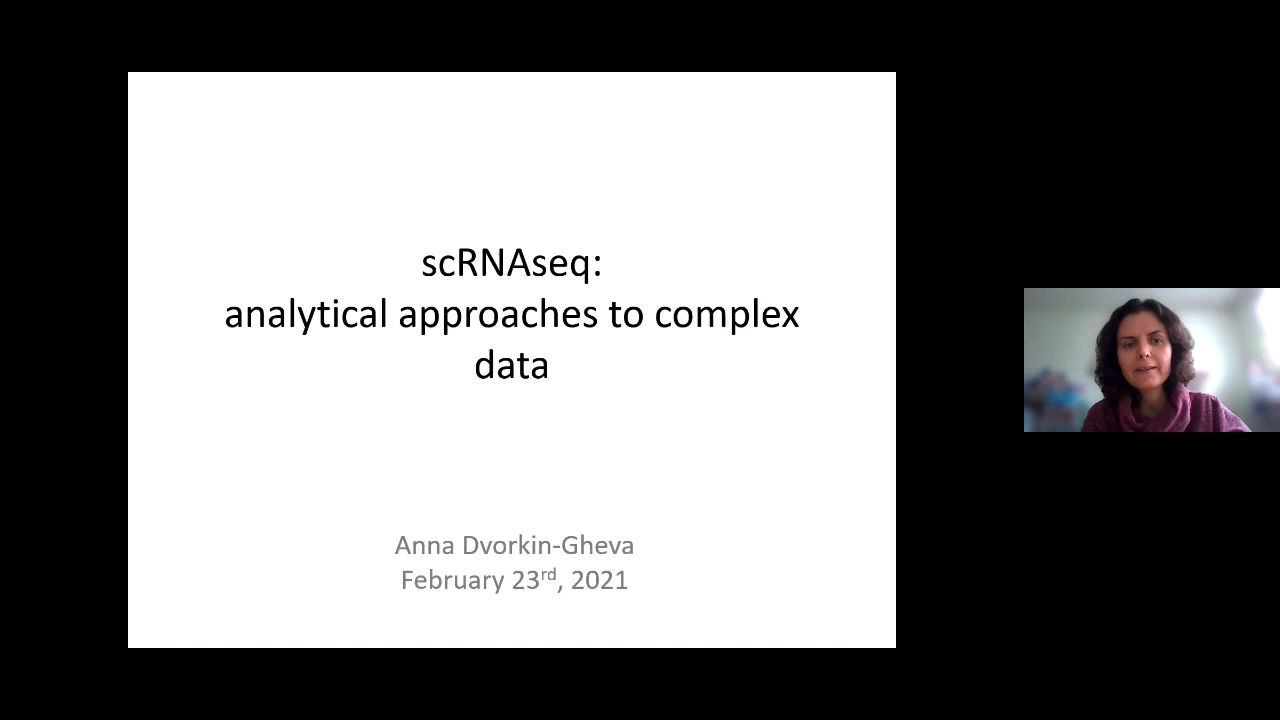 scRNAseq:
analytical approaches to complex
data
Anna Dvorkin-Gheva
February 23rd, 2021